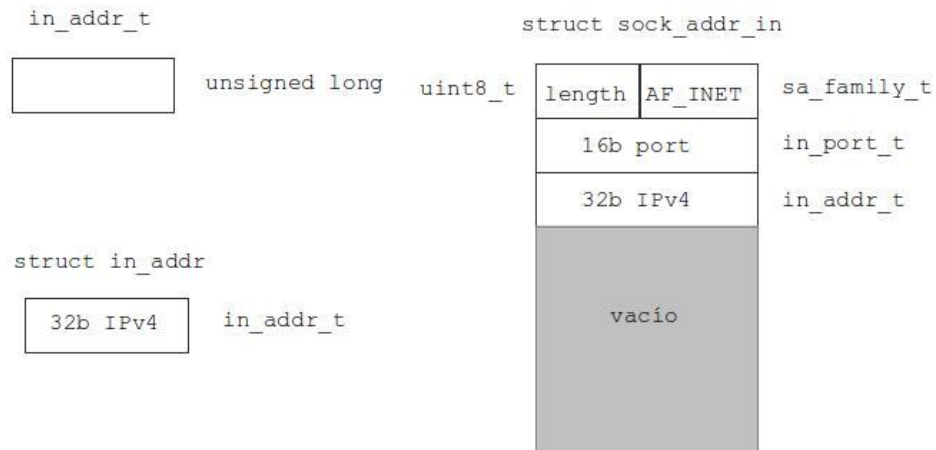 in_addr_t
unsigned long
struct in_addr
32b IPv4 in_addr_t
struct sock_addr_in
uint8_t length AF_INET sa_family_t
16b port in_port_t
32b IPv4 in_addr_t
vacío